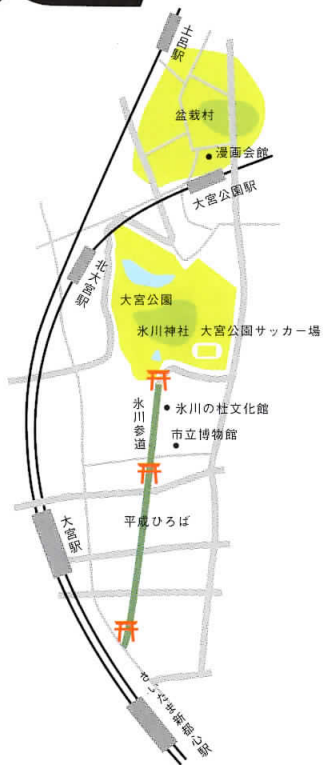 土呂駅
盆栽村
漫画会館
大宮公園駅
北大宮駅
大宮公園
氷川神社
大宮公園サッカー場
氷川参道
氷川の杜文化館
市立博物館
大宮駅
平成ひろば
さいたま新都心駅